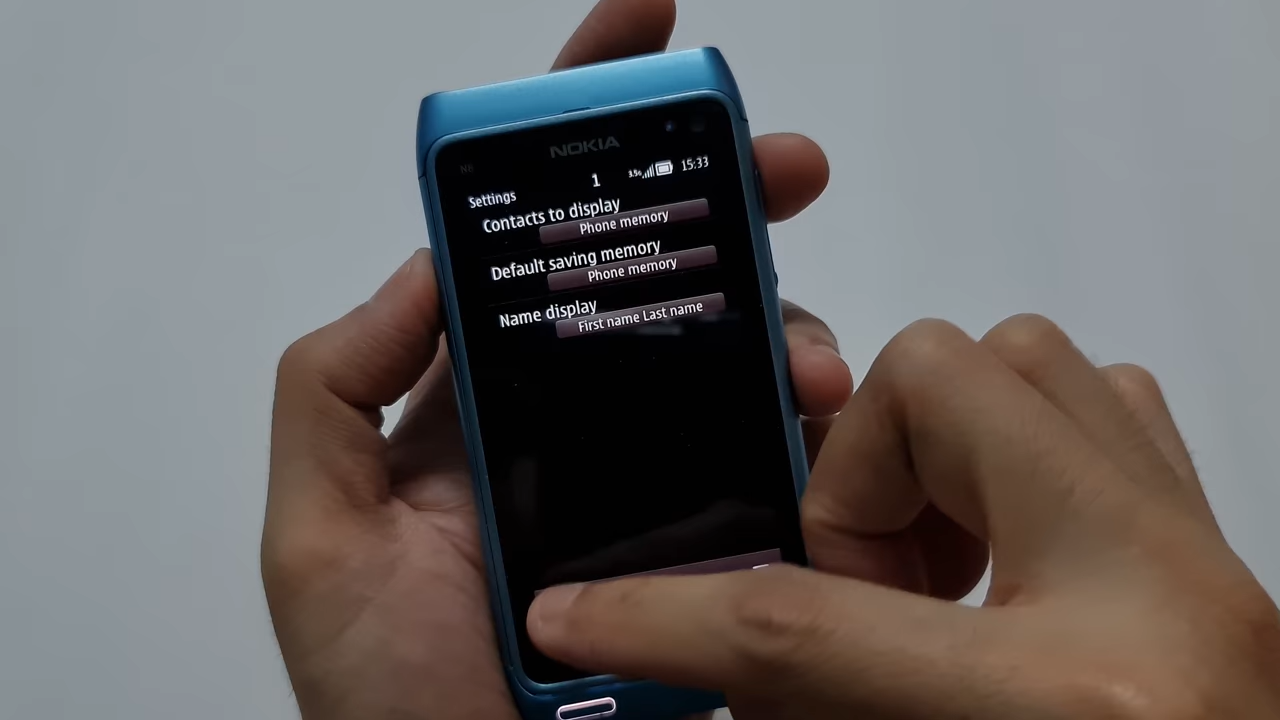 NOKIA
N8
3.5G 15:33
Settings 1
Contacts to display
Phone memory
Default saving memory
Phone memory
Name display
First name Last name